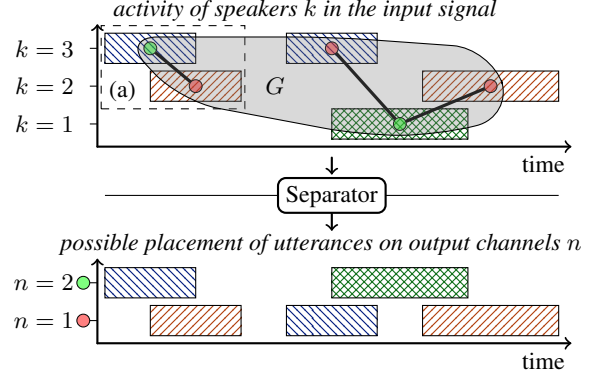 activity of speakers k in the input signal
k = 3
k = 2
(a)
G
k = 1
time
Separator
possible placement of utterances on output channels n
n = 2
n = 1
time